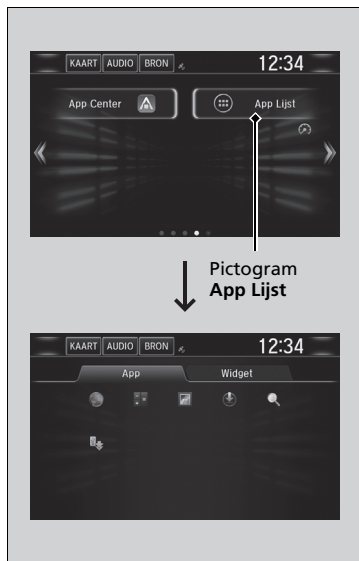 KAART AUDIO BRON 12:34
App Center App Lijst
Pictogram
App Lijst
KAART AUDIO BRON 12:34
App Widget